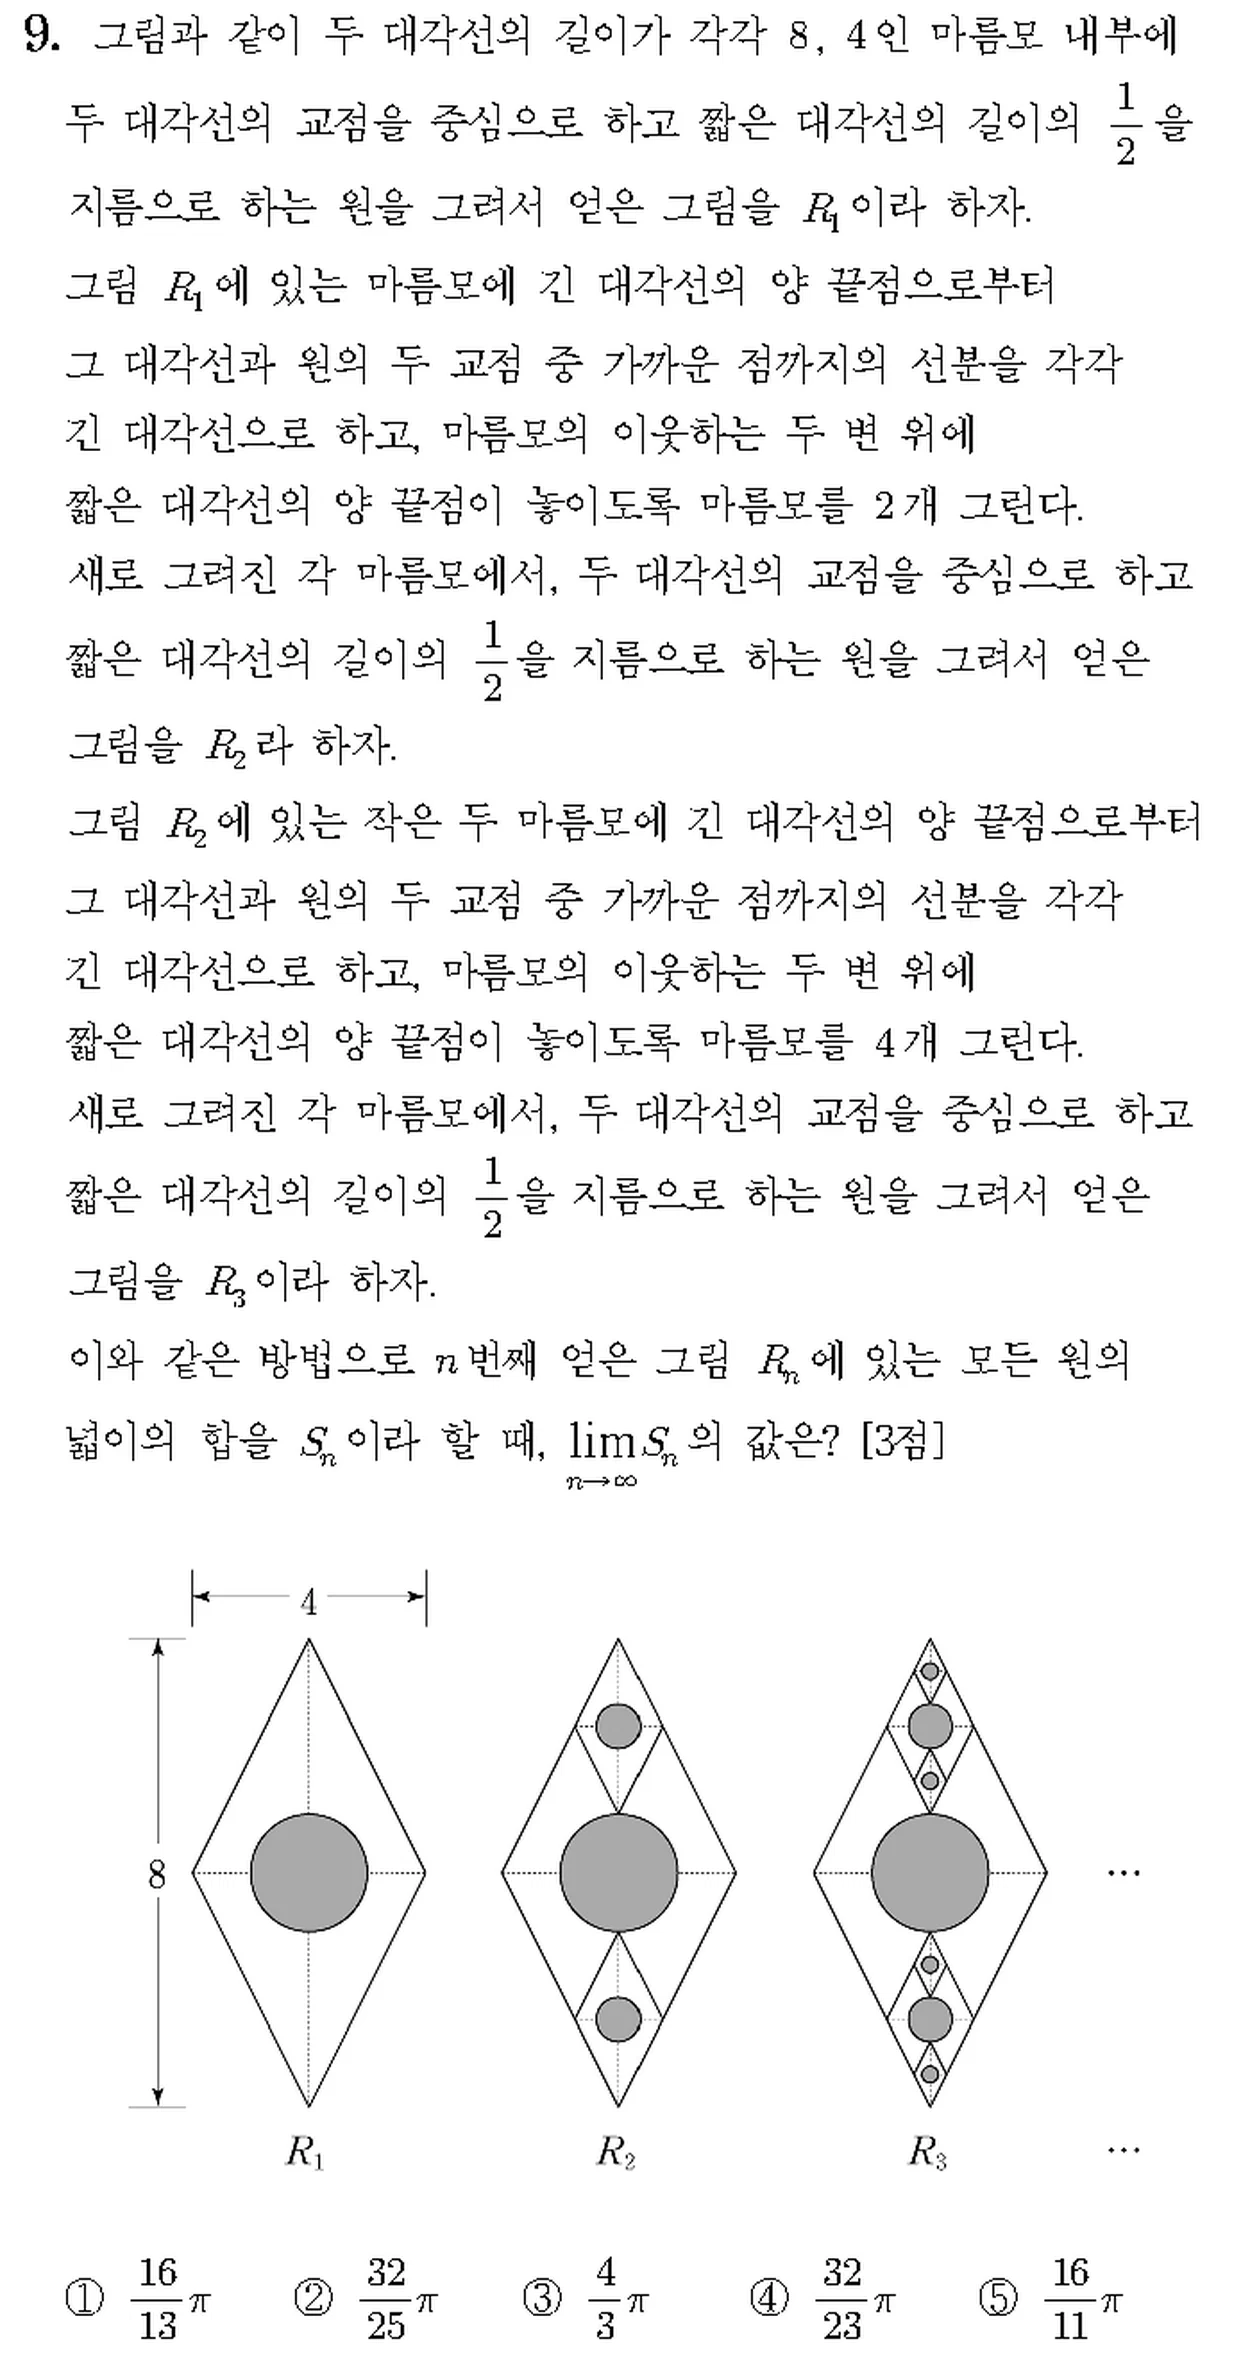 9. 그림과 같이 두 대각선의 길이가 각각 8, 4인 마름모 내부에
두 대각선의 교점을 중심으로 하고 짧은 대각선의 길이의 1/2을
지름으로 하는 원을 그려서 얻은 그림을 R₁이라 하자.
그림 R₁에 있는 마름모에 긴 대각선의 양 끝점으로부터
그 대각선과 원의 두 교점 중 가까운 점까지의 선분을 각각
긴 대각선으로 하고, 마름모의 이웃하는 두 변 위에
짧은 대각선의 양 끝점이 놓이도록 마름모를 2개 그린다.
새로 그려진 각 마름모에서, 두 대각선의 교점을 중심으로 하고
짧은 대각선의 길이의 1/2을 지름으로 하는 원을 그려서 얻은
그림을 R₂라 하자.
그림 R₂에 있는 작은 두 마름모에 긴 대각선의 양 끝점으로부터
그 대각선과 원의 두 교점 중 가까운 점까지의 선분을 각각
긴 대각선으로 하고, 마름모의 이웃하는 두 변 위에
짧은 대각선의 양 끝점이 놓이도록 마름모를 4개 그린다.
새로 그려진 각 마름모에서, 두 대각선의 교점을 중심으로 하고
짧은 대각선의 길이의 1/2을 지름으로 하는 원을 그려서 얻은
그림을 R₃이라 하자.
이와 같은 방법으로 n번째 얻은 그림 Rₙ에 있는 모든 원의
넓이의 합을 Sₙ이라 할 때, lim n→∞ Sₙ의 값은? [3점]
4
8
…
R₁ R₂ R₃ …
① 16/13 π ② 32/25 π ③ 4/3 π ④ 32/23 π ⑤ 16/11 π